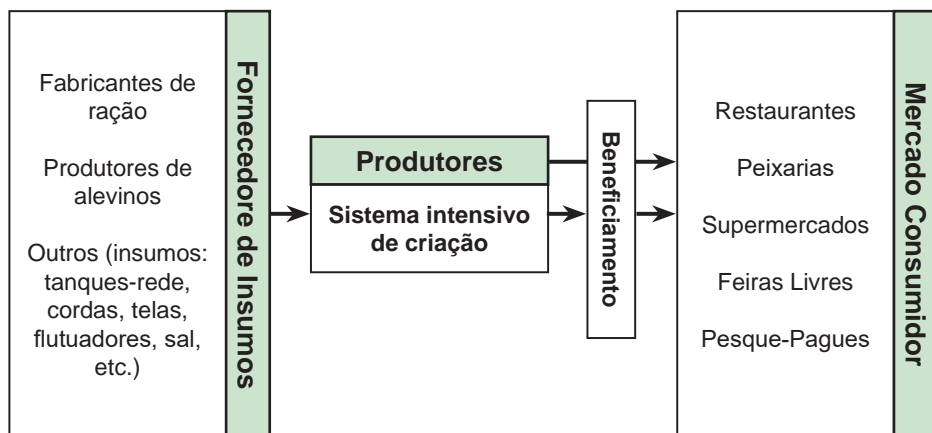 Fabricantes de
ração
Produtores de
alevinos
Outros (insumos:
tanques-rede,
cordas, telas,
flutuadores, sal,
etc.)
Fornecedore de Insumos
Produtores
Sistema intensivo
de criação
Beneficiamento
Restaurantes
Peixarias
Supermercados
Feiras Livres
Pesque-Pagues
Mercado Consumidor